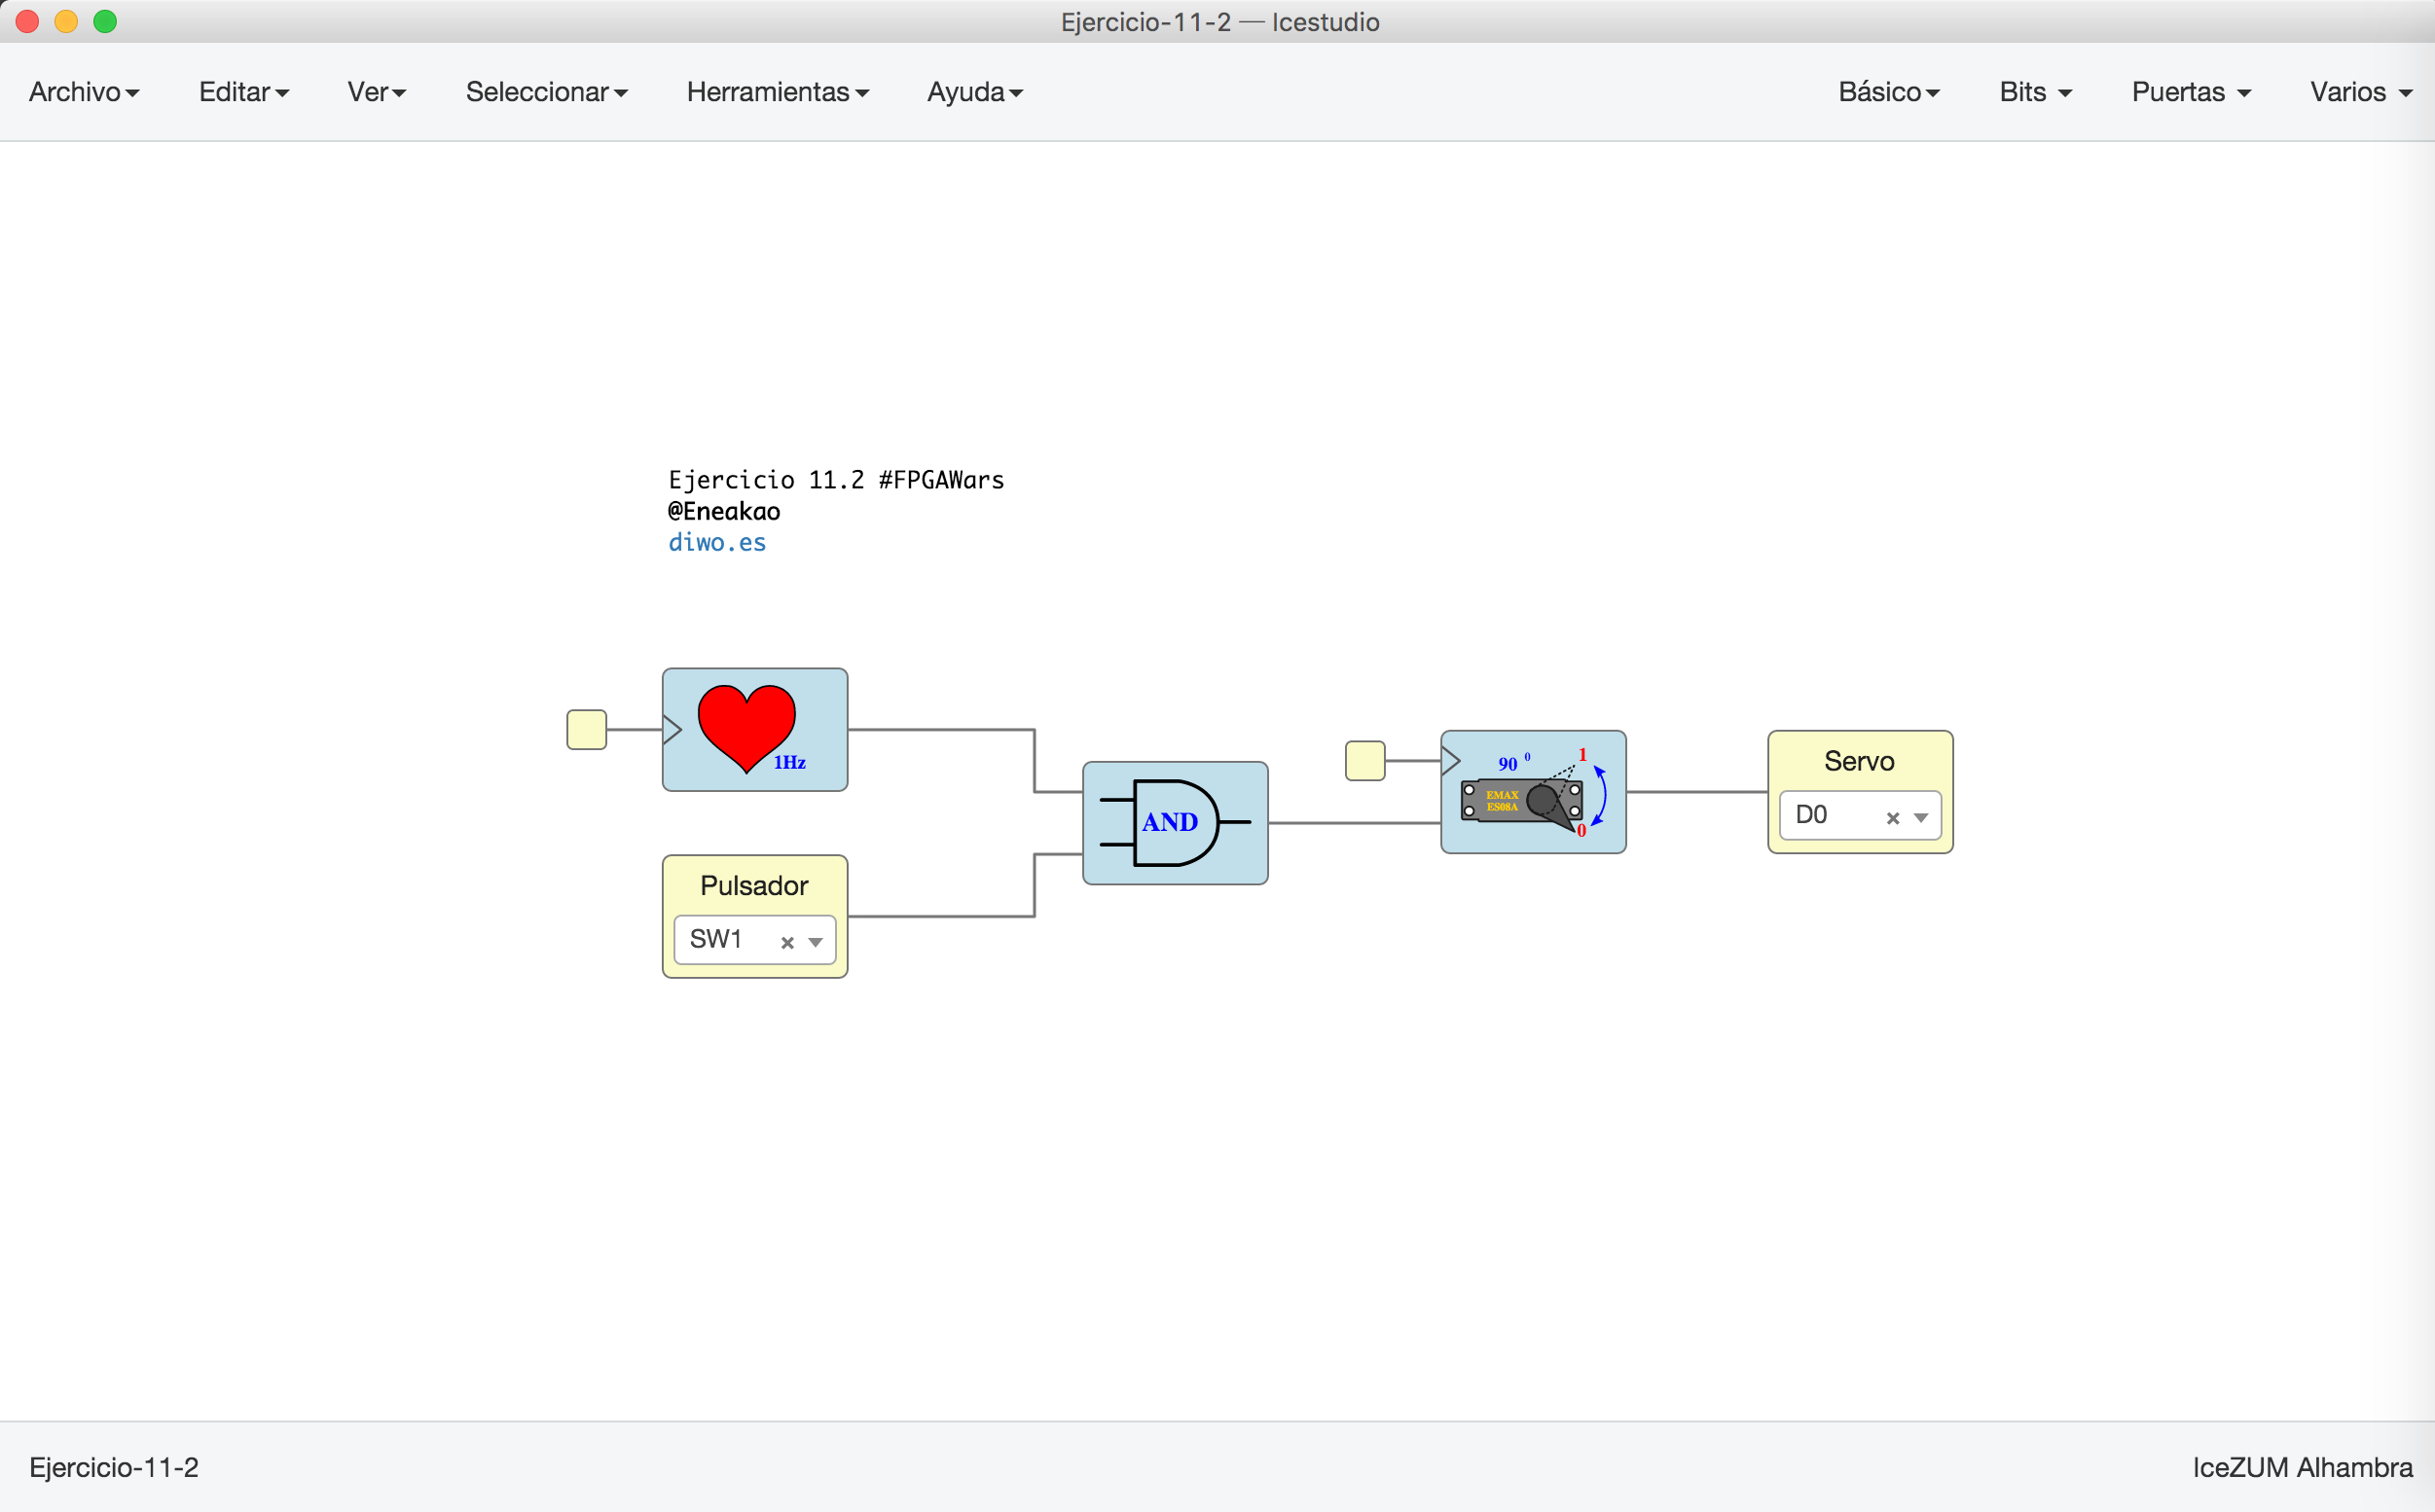 Ejercicio-11-2 — Icestudio
Archivo Editar Ver Seleccionar Herramientas Ayuda Básico Bits Puertas Varios
Ejercicio 11.2 #FPGAWars
@Eneakao
diwo.es
1Hz
Pulsador
SW1
AND
90 0
1
EMAX
ES08A
0
Servo
D0
Ejercicio-11-2
IceZUM Alhambra